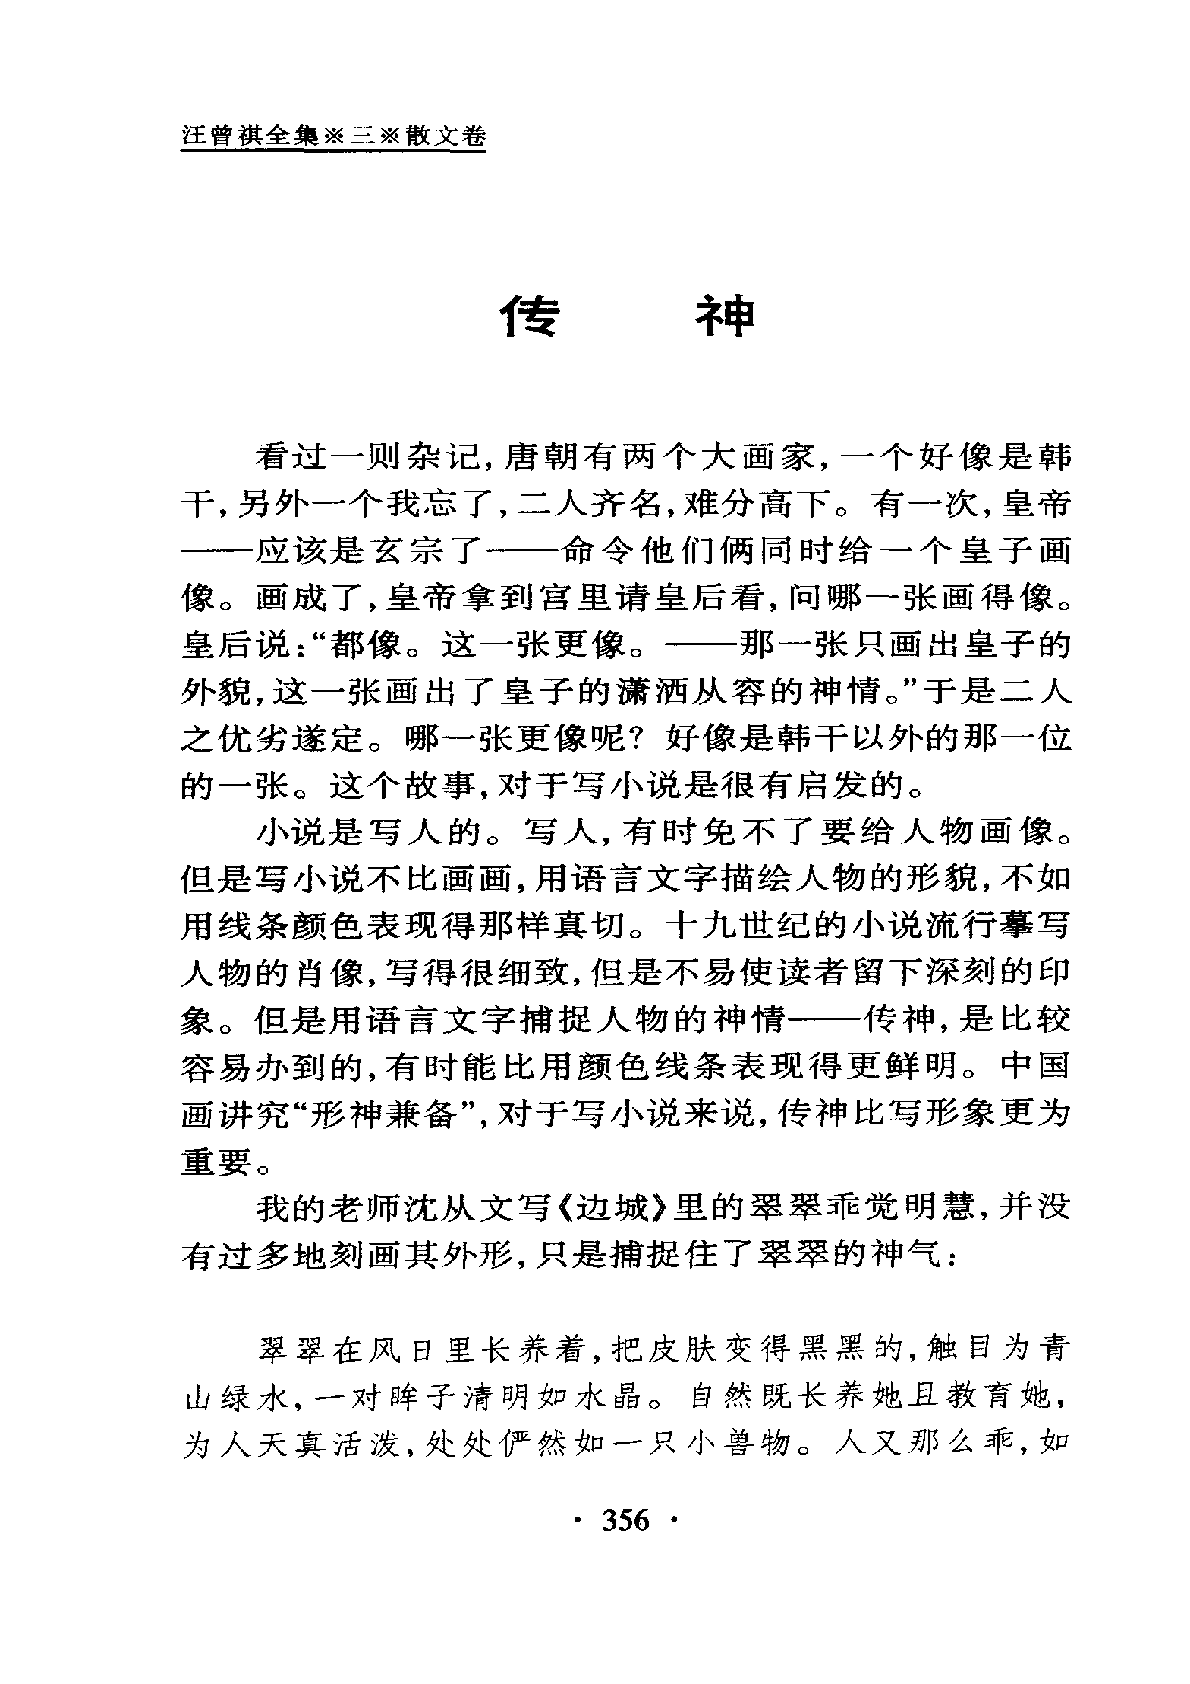 汪曾祺全集※三※散文卷
传 神
看过一则杂记,唐朝有两个大画家,一个好像是韩
干,另外一个我忘了,二人齐名,难分高下。有一次,皇帝
——应该是玄宗了——命令他们俩同时给一个皇子画
像。画成了,皇帝拿到宫里请皇后看,问哪一张画得像。
皇后说:“都像。这一张更像。——那一张只画出皇子的
外貌,这一张画出了皇子的潇洒从容的神情。”于是二人
之优劣遂定。哪一张更像呢?好像是韩干以外的那一位
的一张。这个故事,对于写小说是很有启发的。
小说是写人的。写人,有时免不了要给人物画像。
但是写小说不比画画,用语言文字描绘人物的形貌,不如
用线条颜色表现得那样真切。十九世纪的小说流行摹写
人物的肖像,写得很细致,但是不易使读者留下深刻的印
象。但是用语言文字捕捉人物的神情——传神,是比较
容易办到的,有时能比用颜色线条表现得更鲜明。中国
画讲究“形神兼备”,对于写小说来说,传神比写形象更为
重要。
我的老师沈从文写《边城》里的翠翠乖觉明慧,并没
有过多地刻画其外形,只是捕捉住了翠翠的神气:
翠翠在风日里长养着,把皮肤变得黑黑的,触目为青
山绿水,一对眸子清明如水晶。自然既长养她且教育她,
为人天真活泼,处处俨然如一只小兽物。人又那么乖,如
· 356 ·